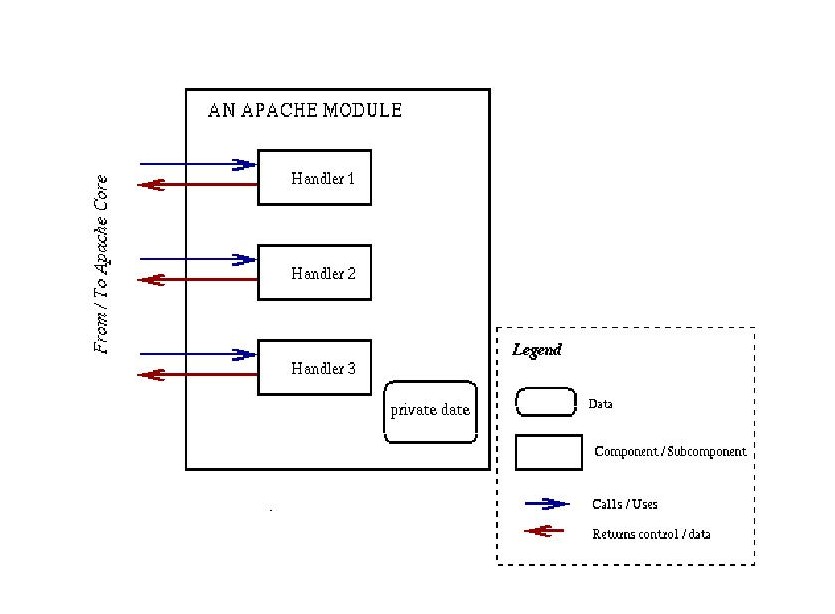 AN APACHE MODULE
From / To Apache Core
Handler 1
Handler 2
Handler 3
private date
Legend
Data
Component / Subcomponent
Calls / Uses
Returns control / data